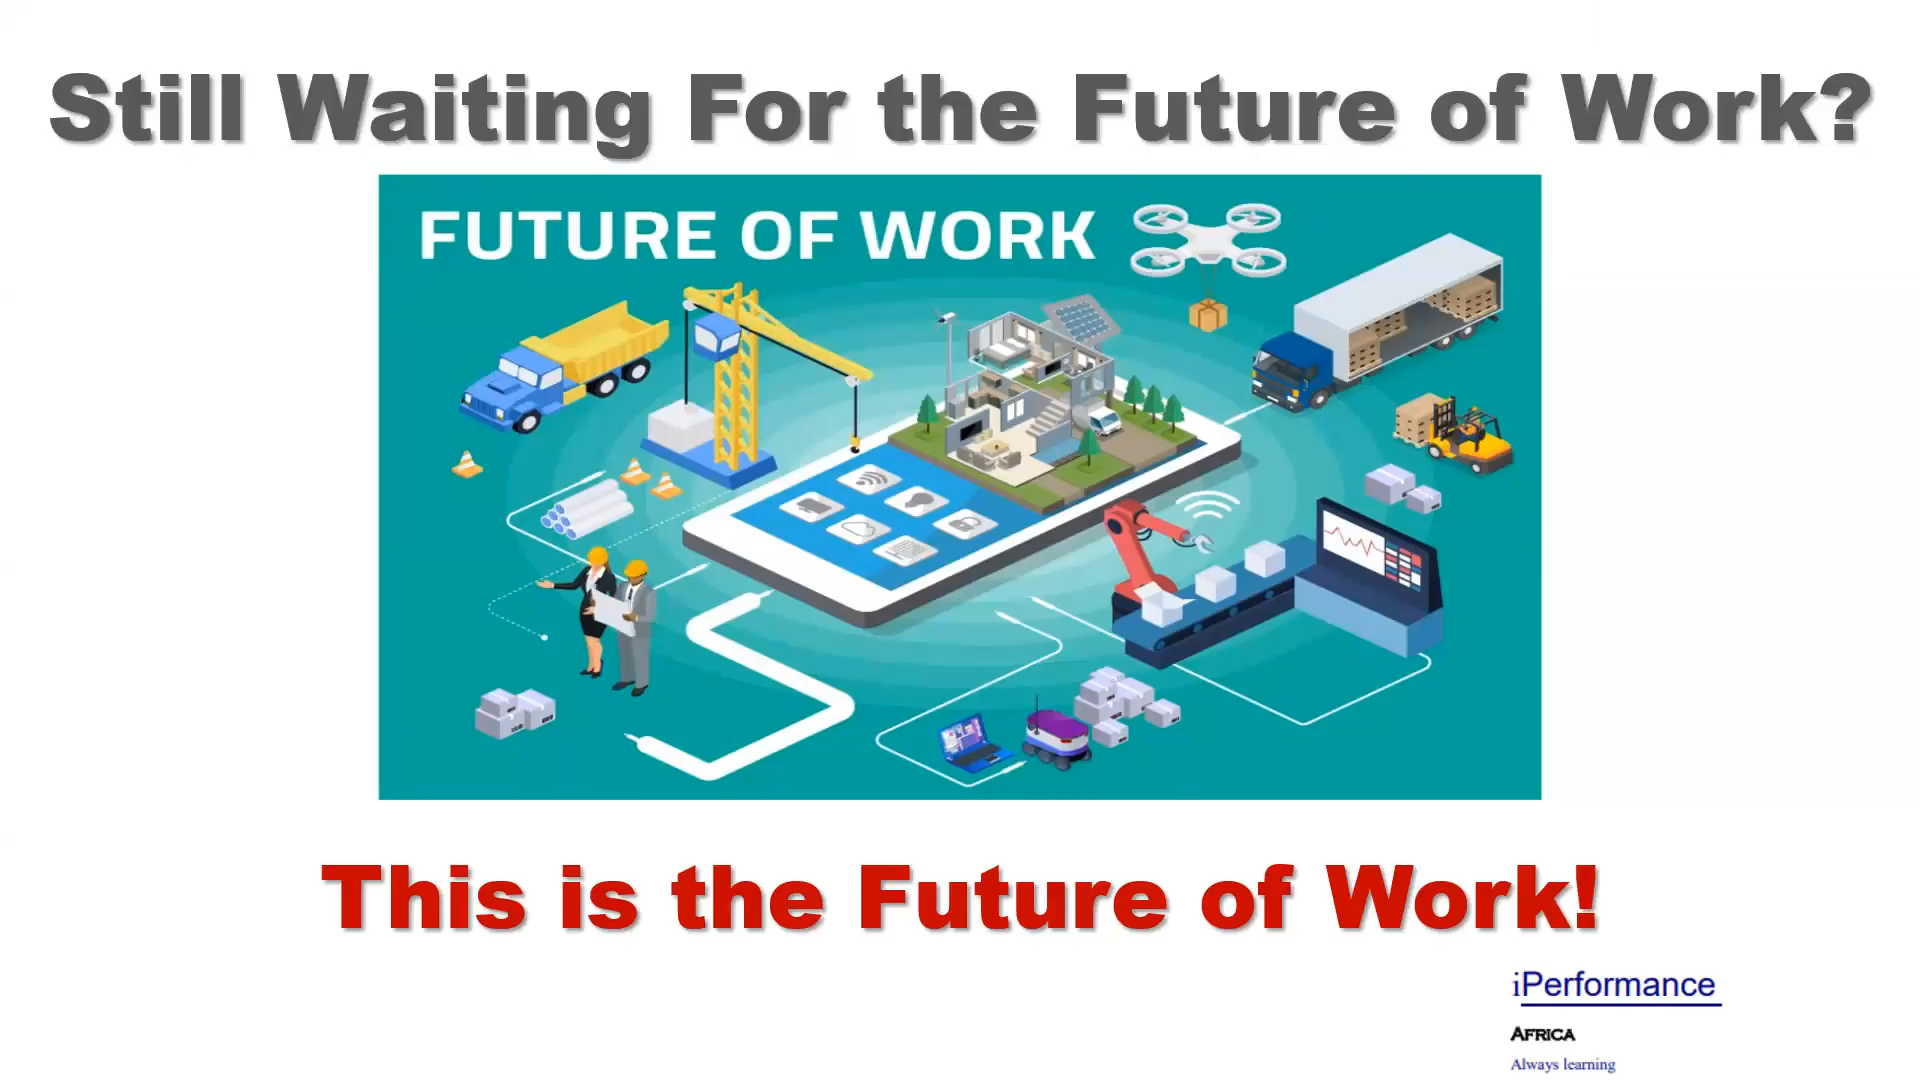 Still Waiting For the Future of Work?
FUTURE OF WORK
This is the Future of Work!
iPerformance
AFRICA
Always learning